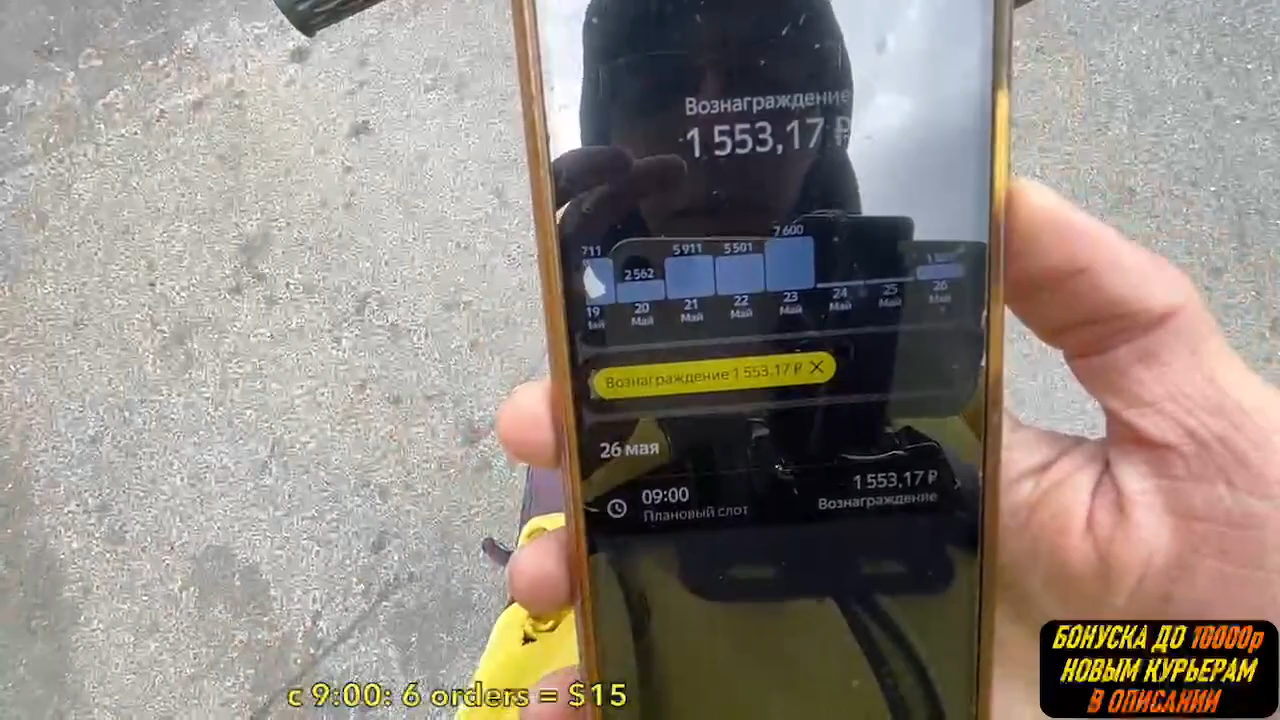 Вознаграждение
1 553,17 ₽
711
2 562
5 911
5 501
7 600
19
20
21
22
23
24
25
26
Май
Май
Май
Май
Май
Май
Май
Вознаграждение 1 553,17 ₽ ✕
26 мая
09:00
1 553,17 ₽
Плановый слот
Вознаграждение
с 9:00: 6 orders = $15
БОНУСКА ДО 10000р
НОВЫМ КУРЬЕРАМ
В ОПИСАНИИ